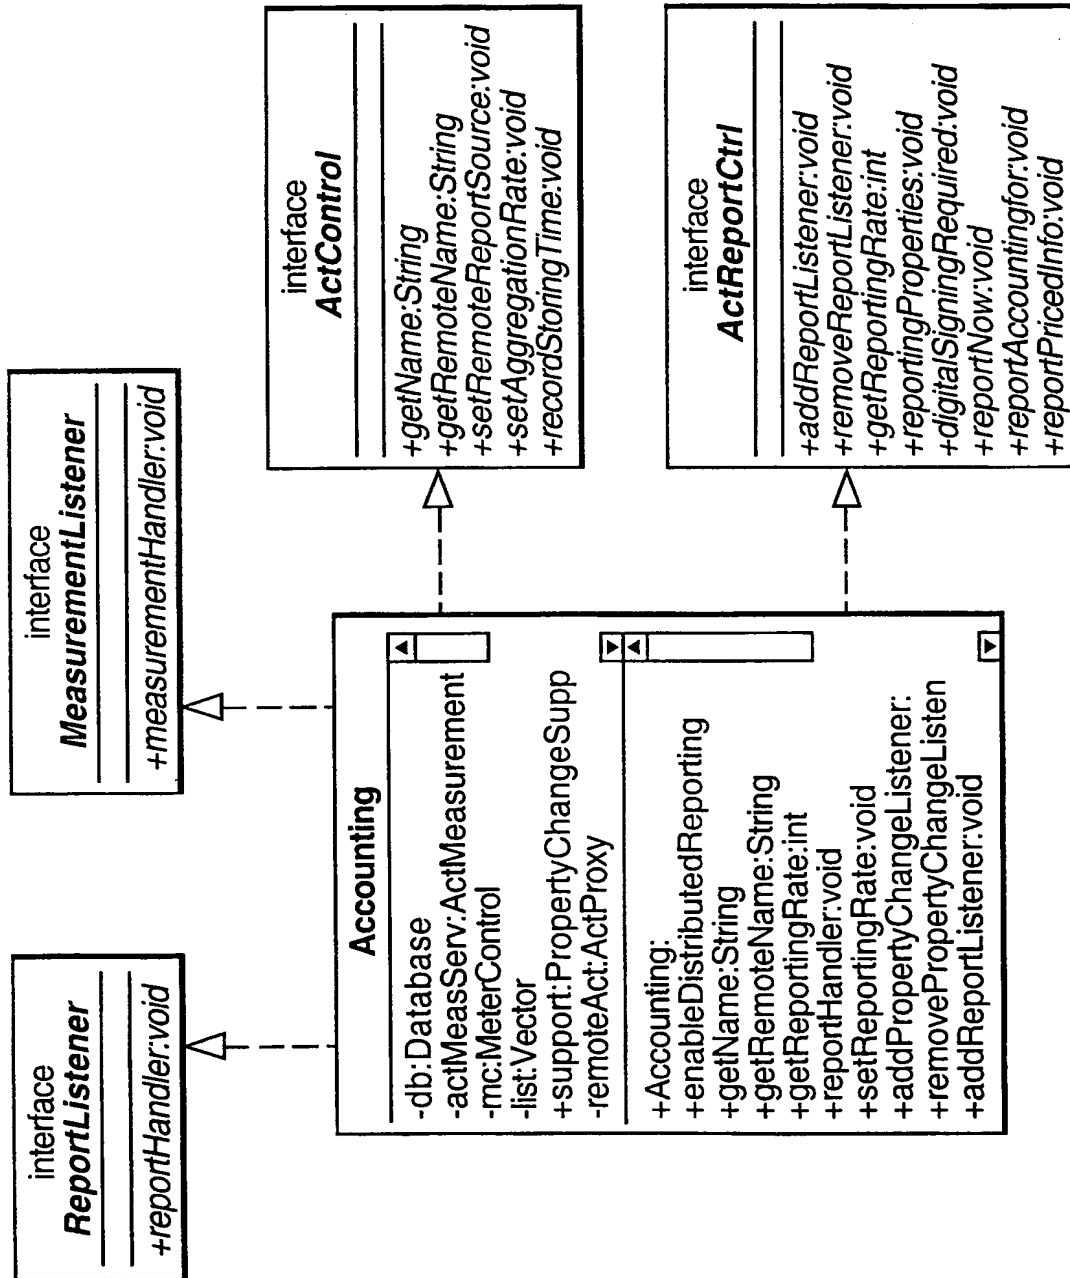 interface
ReportListener
+reportHandler:void
interface
MeasurementListener
+measurementHandler:void
Accounting
-db:Database
-actMeasServ:ActMeasurement
-mc:MeterControl
-list:Vector
+support:PropertyChangeSupp
-remoteAct:ActProxy
+Accounting:
+enableDistributedReporting
+getName:String
+getRemoteName:String
+getReportingRate:int
+reportHandler:void
+setReportingRate:void
+addPropertyChangeListener:
+removePropertyChangeListen
+addReportListener:void
interface
ActControl
+getName:String
+getRemoteName:String
+setRemoteReportSource:void
+setAggregationRate:void
+recordStoringTime:void
interface
ActReportCtrl
+addReportListener:void
+removeReportListener:void
+getReportingRate:int
+reportingProperties:void
+digitalSigningRequired:void
+reportNow:void
+reportAccountingfor:void
+reportPricedInfo:void